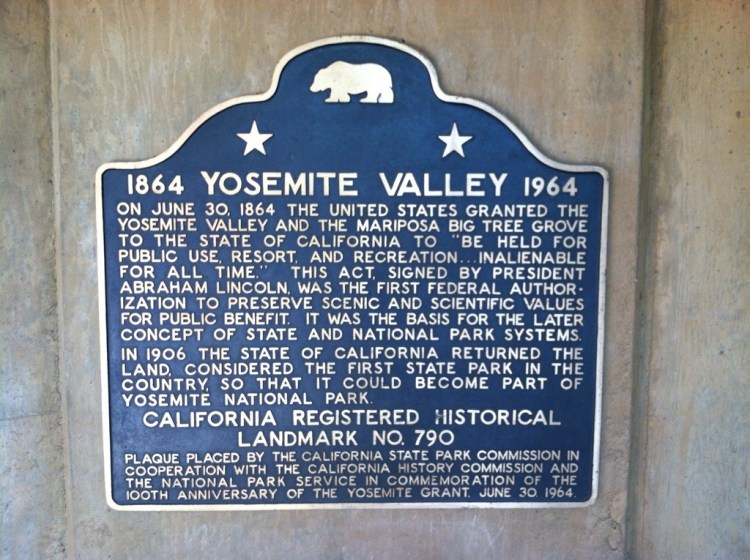 1864 YOSEMITE VALLEY 1964
ON JUNE 30, 1864 THE UNITED STATES GRANTED THE
YOSEMITE VALLEY AND THE MARIPOSA BIG TREE GROVE
TO THE STATE OF CALIFORNIA TO "BE HELD FOR
PUBLIC USE, RESORT, AND RECREATION...INALIENABLE
FOR ALL TIME." THIS ACT, SIGNED BY PRESIDENT
ABRAHAM LINCOLN, WAS THE FIRST FEDERAL AUTHOR-
IZATION TO PRESERVE SCENIC AND SCIENTIFIC VALUES
FOR PUBLIC BENEFIT. IT WAS THE BASIS FOR THE LATER
CONCEPT OF STATE AND NATIONAL PARK SYSTEMS.
IN 1906 THE STATE OF CALIFORNIA RETURNED THE
LAND, CONSIDERED THE FIRST STATE PARK IN THE
COUNTRY, SO THAT IT COULD BECOME PART OF
YOSEMITE NATIONAL PARK.
CALIFORNIA REGISTERED HISTORICAL
LANDMARK NO. 790
PLAQUE PLACED BY THE CALIFORNIA STATE PARK COMMISSION IN
COOPERATION WITH THE CALIFORNIA HISTORY COMMISSION AND
THE NATIONAL PARK SERVICE IN COMMEMORATION OF THE
100TH ANNIVERSARY OF THE YOSEMITE GRANT, JUNE 30 1964.